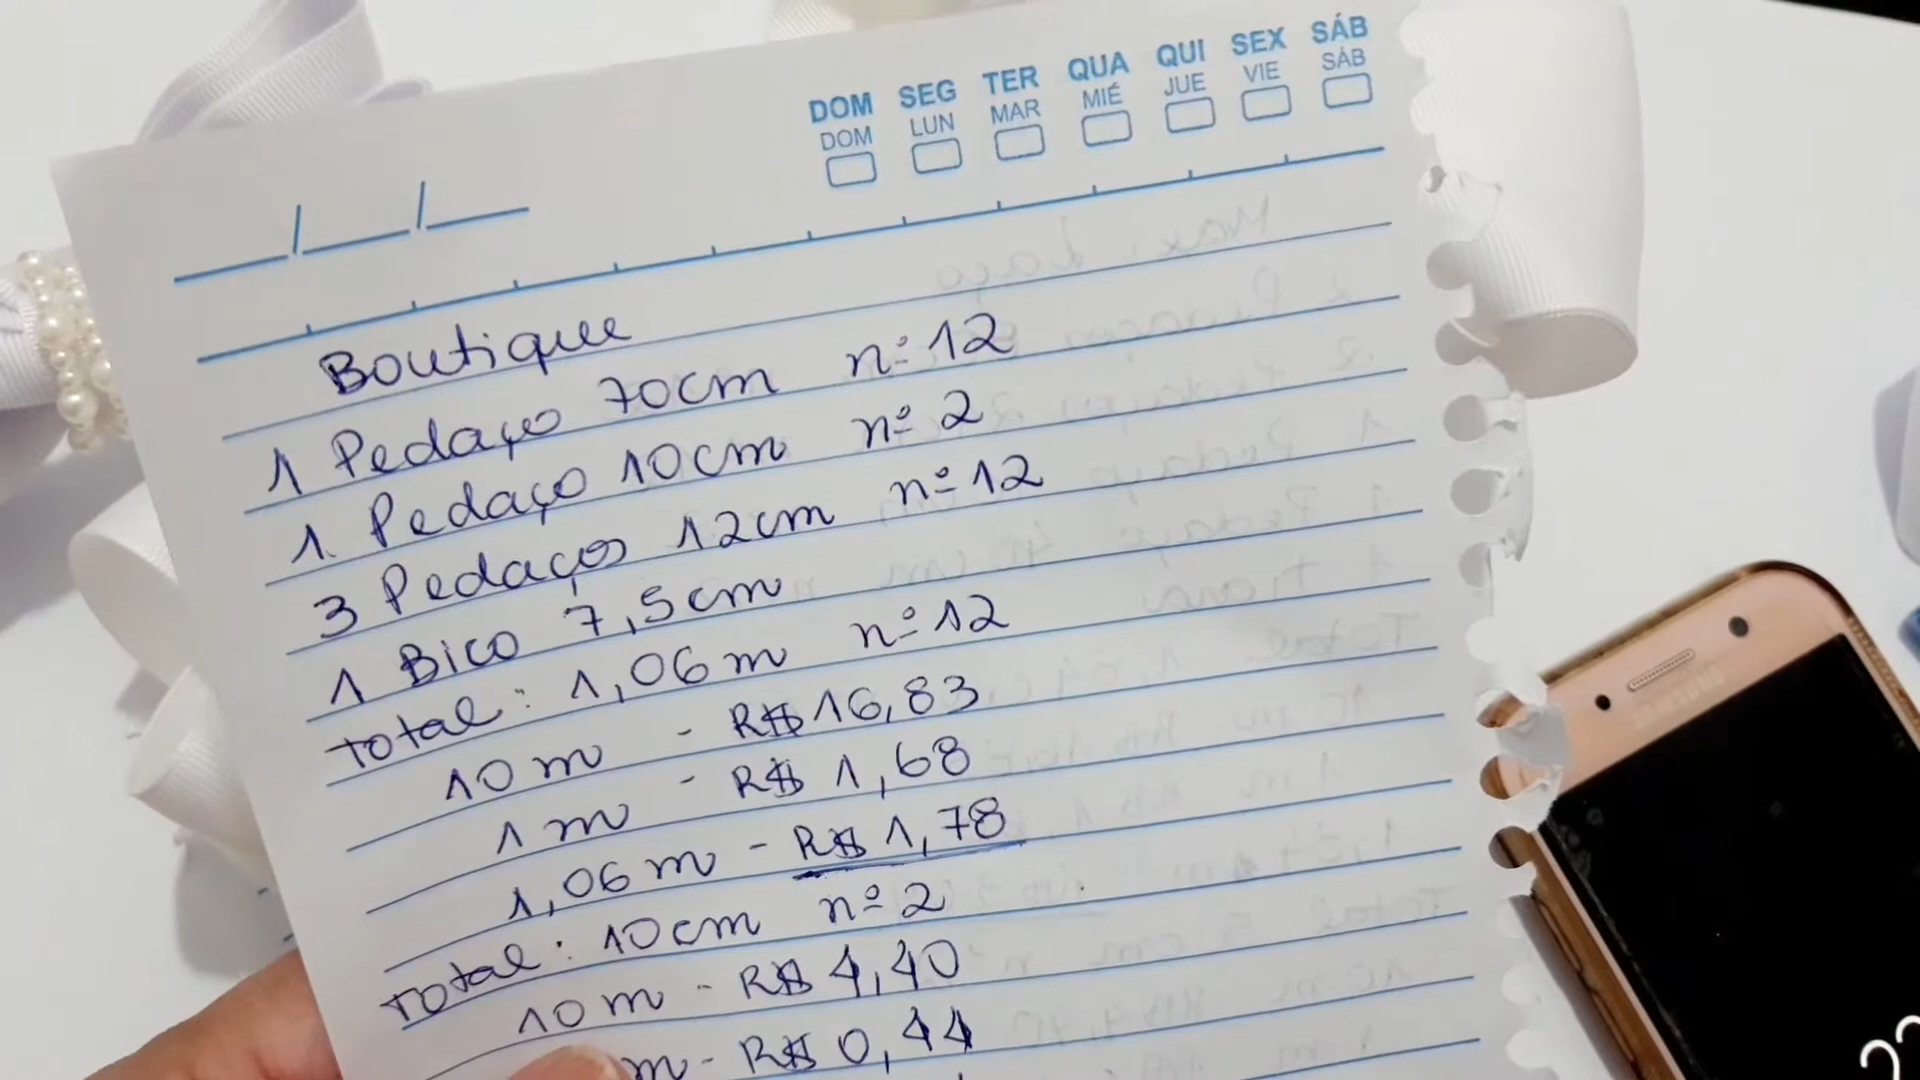 DOM SEG TER QUA QUI SEX SÁB
DOM LUN MAR MIÉ JUE VIE SÁB
Boutique
1 Pedaço 70cm nº 12
1 Pedaço 10cm nº 2
3 Pedaços 12cm nº 12
1 Bico 7,5cm
Total: 1,06m nº 12
10 m - R$ 16,83
1 m - R$ 1,68
1,06 m - R$ 1,78
Total: 10cm nº 2
10 m - R$ 4,40
m - R$ 0,44
SAMSUNG